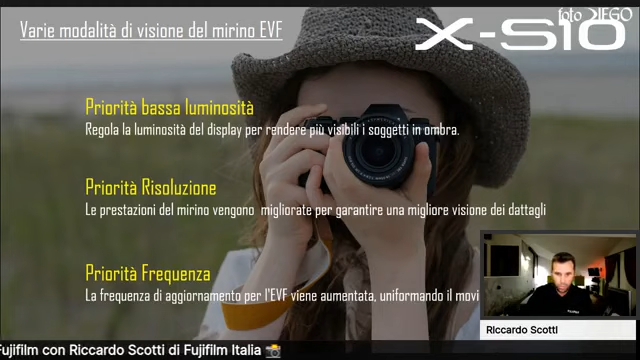 Varie modalità di visione del mirino EVF
foto DIEGO
X-S10
Priorità bassa luminosità
Regola la luminosità del display per rendere più visibili i soggetti in ombra.
Priorità Risoluzione
Le prestazioni del mirino vengono migliorate per garantire una migliore visione dei dattagli
Priorità Frequenza
La frequenza di aggiornamento per l'EVF viene aumentata, uniformando il movi
Riccardo Scotti
Fujifilm con Riccardo Scotti di Fujifilm Italia 📸